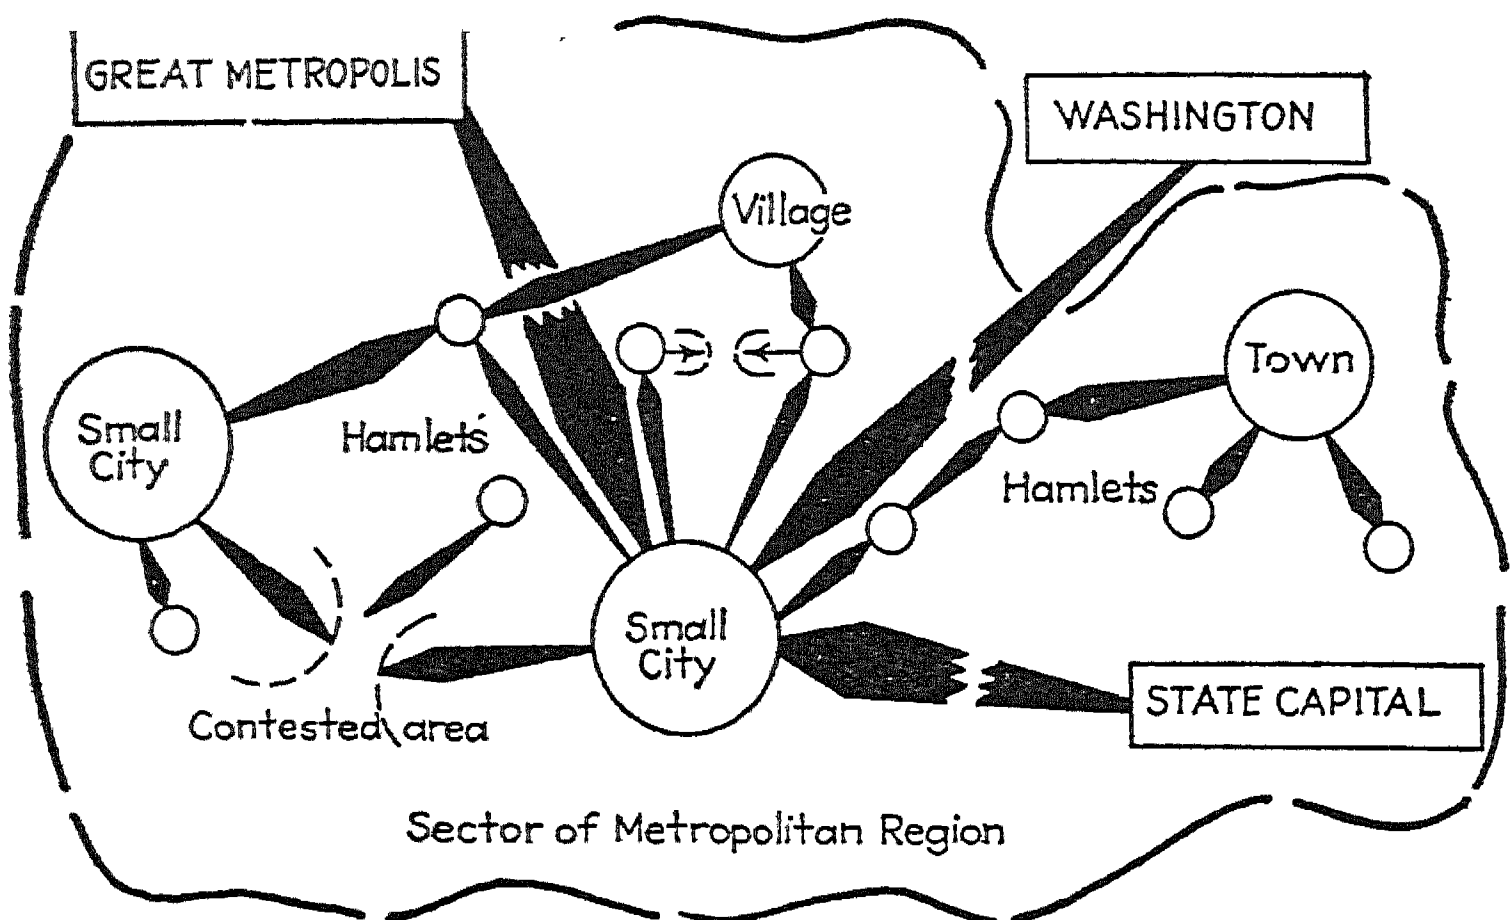 GREAT METROPOLIS
WASHINGTON
Village
Town
Small
City
Hamlets
Hamlets
Small
City
STATE CAPITAL
Contested area
Sector of Metropolitan Region